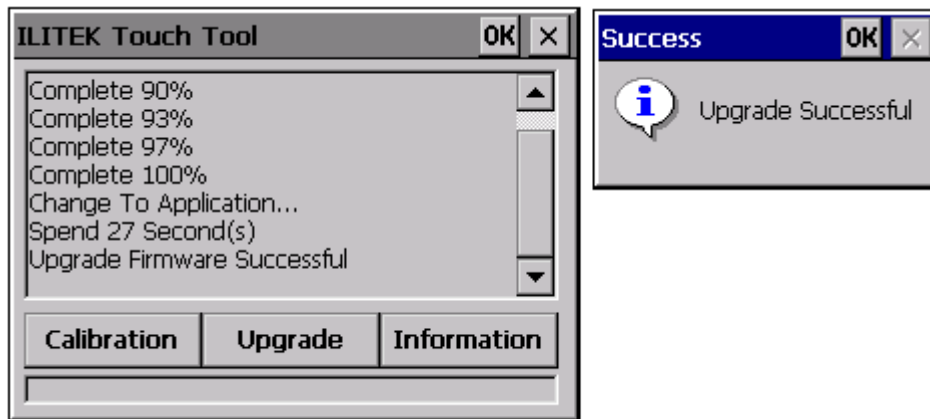 ILITEK Touch Tool OK ×
Complete 90%
Complete 93%
Complete 97%
Complete 100%
Change To Application...
Spend 27 Second(s)
Upgrade Firmware Successful
Calibration Upgrade Information
Success OK ×
i Upgrade Successful